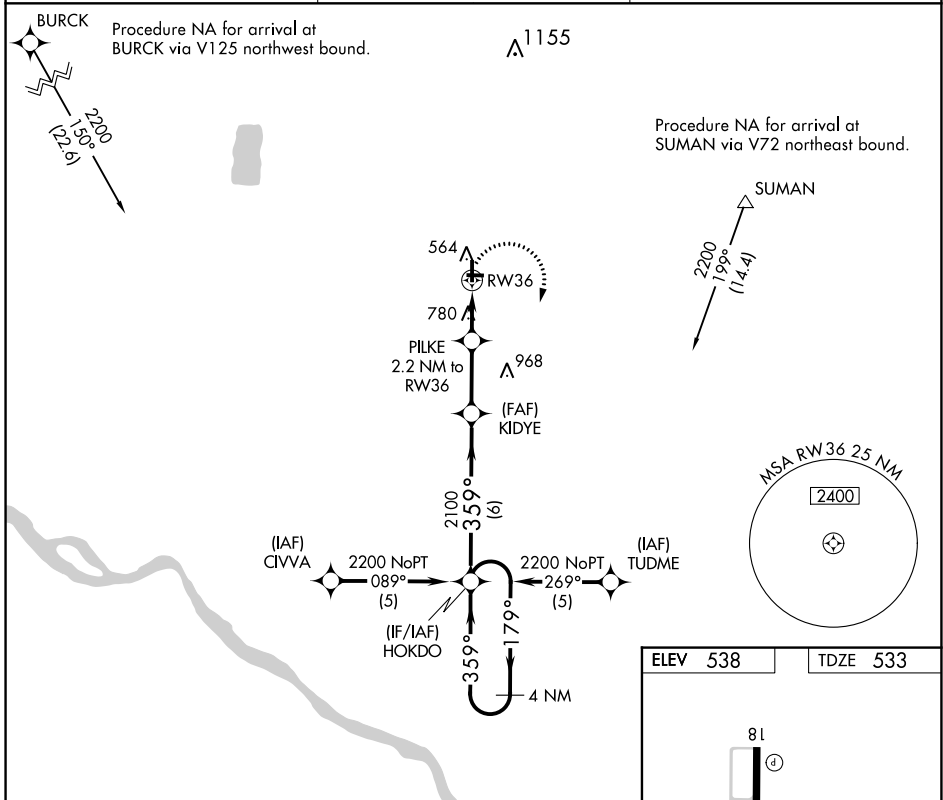 BURCK
Procedure NA for arrival at
BURCK via V125 northwest bound.
1155
2200
150°
(22.6)
Procedure NA for arrival at
SUMAN via V72 northeast bound.
SUMAN
2200
199°
(14.4)
564
RW36
780
PILKE
2.2 NM to
RW36
968
(FAF)
KIDYE
MSA RW36 25 NM
2400
2100
359°
(6)
(IAF)
CIVVA
2200 NoPT
089°
(5)
2200 NoPT
269°
(5)
(IAF)
TUDME
(IF/IAF)
HOKDO
359°
179°
4 NM
ELEV 538
TDZE 533
18
P